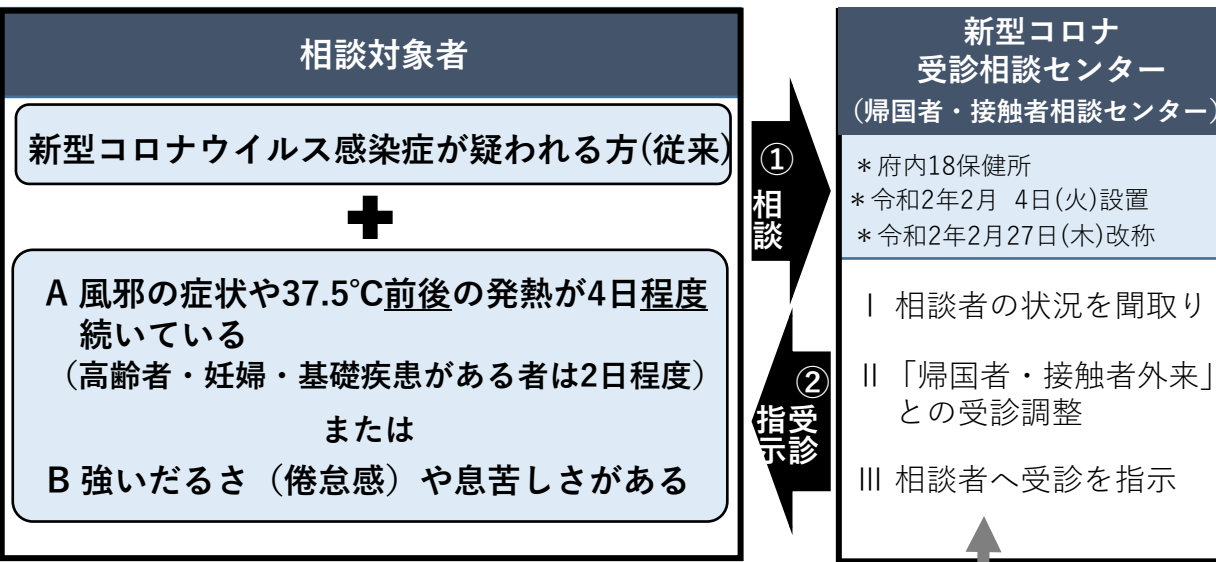 相談対象者
新型コロナウイルス感染症が疑われる方(従来)
A 風邪の症状や37.5℃前後の発熱が4日程度
続いている
（高齢者・妊婦・基礎疾患がある者は2日程度）
または
B 強いだるさ（倦怠感）や息苦しさがある
① 相談
② 受診指示
新型コロナ
受診相談センター
（帰国者・接触者相談センター）
＊府内18保健所
＊令和2年2月 4日(火)設置
＊令和2年2月27日(木)改称
Ⅰ 相談者の状況を聞取り
Ⅱ 「帰国者・接触者外来」
との受診調整
Ⅲ 相談者へ受診を指示